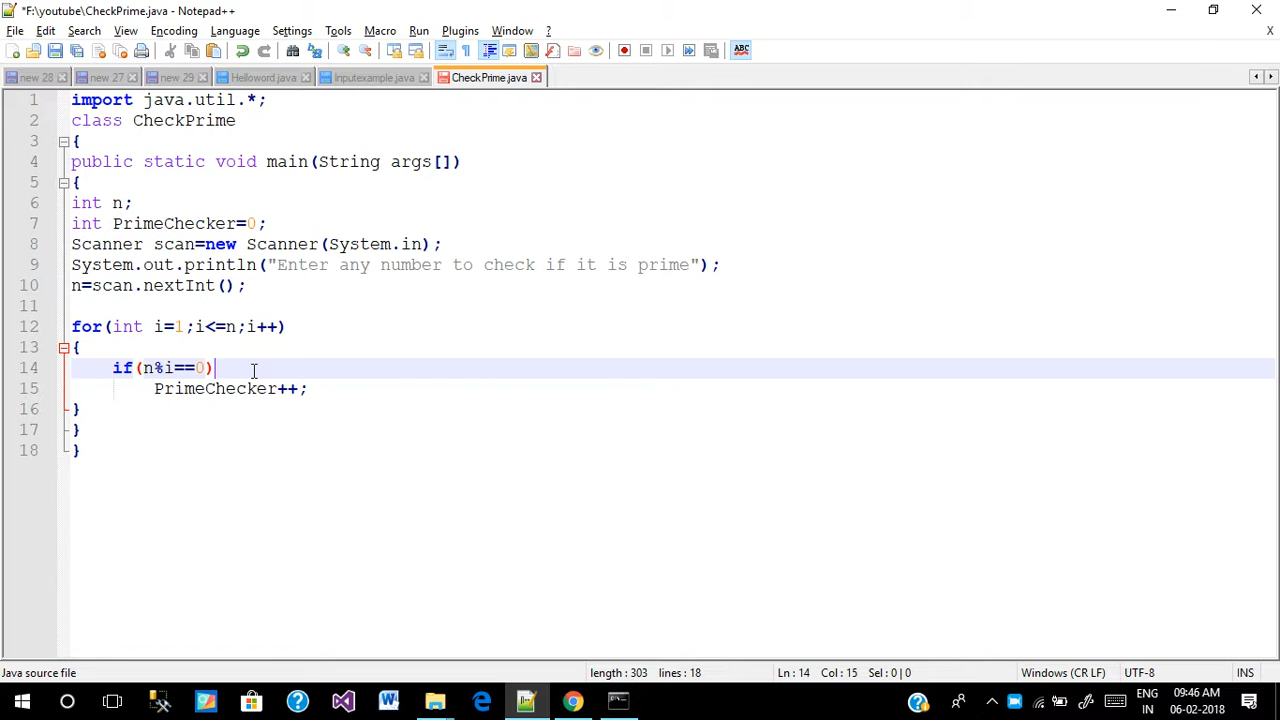 *F:\youtube\CheckPrime.java - Notepad++
File Edit Search View Encoding Language Settings Tools Macro Run Plugins Window ?
X
ABC
new 28 new 27 new 29 Helloword.java Inputexample.java CheckPrime.java
1 import java.util.*;
2 class CheckPrime
3 {
4 public static void main(String args[])
5 {
6 int n;
7 int PrimeChecker=0;
8 Scanner scan=new Scanner(System.in);
9 System.out.println("Enter any number to check if it is prime");
10 n=scan.nextInt();
11
12 for(int i=1;i<=n;i++)
13 {
14 if(n%i==0)
15 PrimeChecker++;
16 }
17 }
18 }
Java source file length : 303 lines : 18 Ln : 14 Col : 15 Sel : 0 | 0 Windows (CR LF) UTF-8 INS
ENG 09:46 AM
IN 06-02-2018